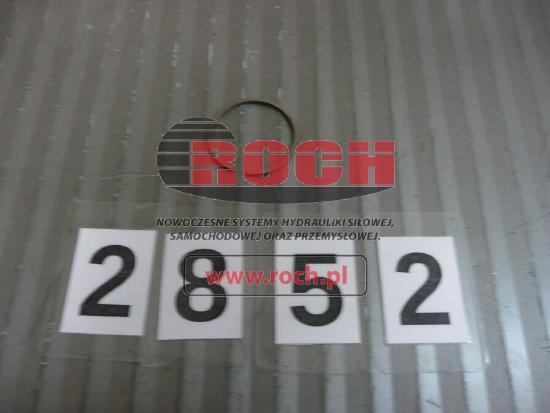 ROCH
NOWOCZESNE SYSTEMY HYDRAULIKI SIŁOWEJ,
SAMOCHODOWEJ ORAZ PRZEMYSŁOWEJ.
2 8 5 2
www.roch.pl